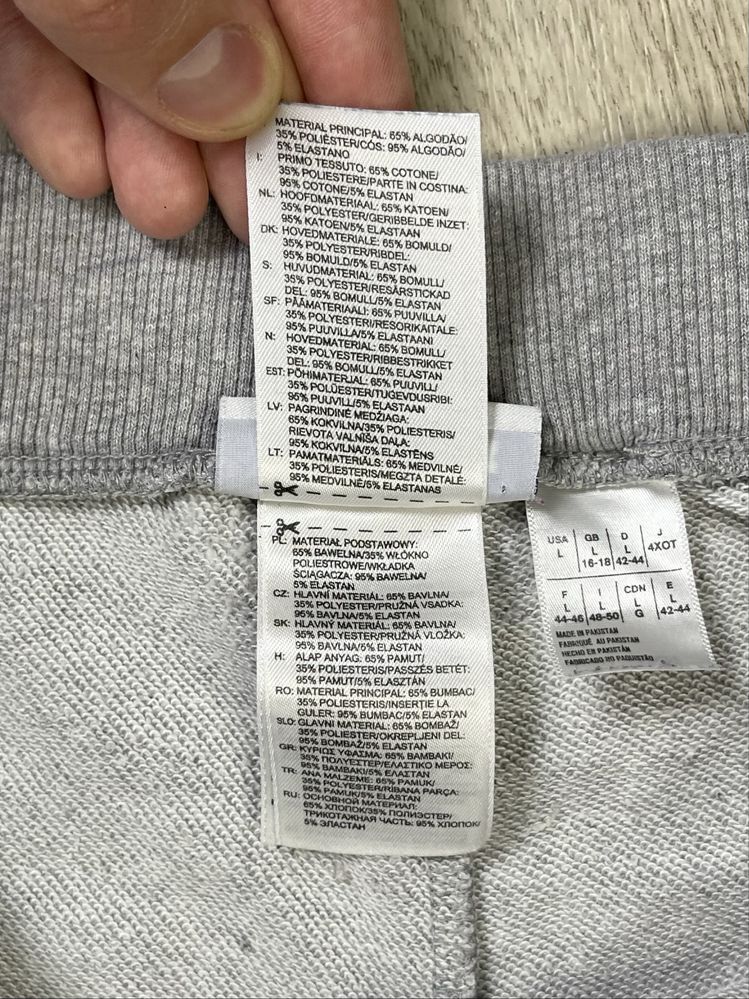 MATERIAL PRINCIPAL: 65% ALGODÃO/
35% POLIÉSTER/CÓS: 95% ALGODÃO/
5% ELASTANO
I: PRIMO TESSUTO: 65% COTONE/
35% POLIESTERE/PARTE IN COSTINA:
95% COTONE/5% ELASTAN
NL: HOOFDMATERIAAL: 65% KATOEN/
35% POLYESTER/GERIBBELDE INZET:
95% KATOEN/5% ELASTAAN
DK: HOVEDMATERIALE: 65% BOMULD/
35% POLYESTER/RIBDEL:
95% BOMULD/5% ELASTAN
S: HUVUDMATERIAL: 65% BOMULL/
35% POLYESTER/RESÅRSTICKAD
DEL: 95% BOMULL/5% ELASTAN
SF: PÄÄMATERIAALI: 65% PUUVILLA/
35% POLYESTERI/RESORIKAITALE:
95% PUUVILLA/5% ELASTAANI
N: HOVEDMATERIAL: 65% BOMULL/
35% POLYESTER/RIBBESTRIKKET
DEL: 95% BOMULL/5% ELASTAN
EST: PÕHIMATERJAL: 65% PUUVILL/
35% POLÜESTER/TUGEVDUSRIBI:
95% PUUVILL/5% ELASTAAN
LV: PAGRINDINĖ MEDŽIAGA:
65% KOKVILNA/35% POLIESTERIS/
RIEVOTA VALNĪŠA DAĻA:
95% KOKVILNA/5% ELASTĒNS
LT: PAMATMATERIĀLS: 65% MEDVILNĖ/
35% POLIESTERIS/MEGZTA DETALĖ:
95% MEDVILNĖ/5% ELASTANAS
PL: MATERIAŁ PODSTAWOWY:
65% BAWEŁNA/35% WŁÓKNO
POLIESTROWE/WKŁADKA
ŚCIĄGACZA: 95% BAWEŁNA/
5% ELASTAN
CZ: HLAVNÍ MATERIÁL: 65% BAVLNA/
35% POLYESTER/PRUŽNÁ VSADKA:
95% BAVLNA/5% ELASTAN
SK: HLAVNÝ MATERIÁL: 65% BAVLNA/
35% POLYESTER/PRUŽNÁ VLOŽKA:
95% BAVLNA/5% ELASTAN
H: ALAP ANYAG: 65% PAMUT/
35% POLIÉSZTER/PASSZÉS BETÉT:
95% PAMUT/5% ELASZTÁN
RO: MATERIAL PRINCIPAL: 65% BUMBAC/
35% POLIESTER/INSERŢIE LA
GULER: 95% BUMBAC/5% ELASTAN
SLO: GLAVNI MATERIAL: 65% BOMBAŽ/
35% POLIESTER/OKREPLJENI DEL:
95% BOMBAŽ/5% ELASTAN
GR: ΚΥΡΙΩΣ ΥΦΑΣΜΑ: 65% ΒΑΜΒΑΚΙ/
35% ΠΟΛΥΕΣΤΕΡ/ΕΛΑΣΤΙΚΟ ΜΕΡΟΣ:
95% ΒΑΜΒΑΚΙ/5% ΕΛΑΣΤΑΝ
TR: ANA MALZEME: 65% PAMUK/
35% POLYESTER/RIBANA PARÇA:
95% PAMUK/5% ELASTAN
RU: ОСНОВНОЙ МАТЕРИАЛ:
65% ХЛОПОК/35% ПОЛИЭСТЕР/
ТРИКОТАЖНАЯ ЧАСТЬ: 95% ХЛОПОК/
5% ЭЛАСТАН
USA GB D J
L L L 4XOT
16-18 42-44
F I CDN E
L L L L
44-46 48-50 G 42-44
MADE IN PAKISTAN
FABRIQUÉ AU PAKISTAN
HECHO EN PAKISTÁN
FABRICADO NO PAQUISTÃO